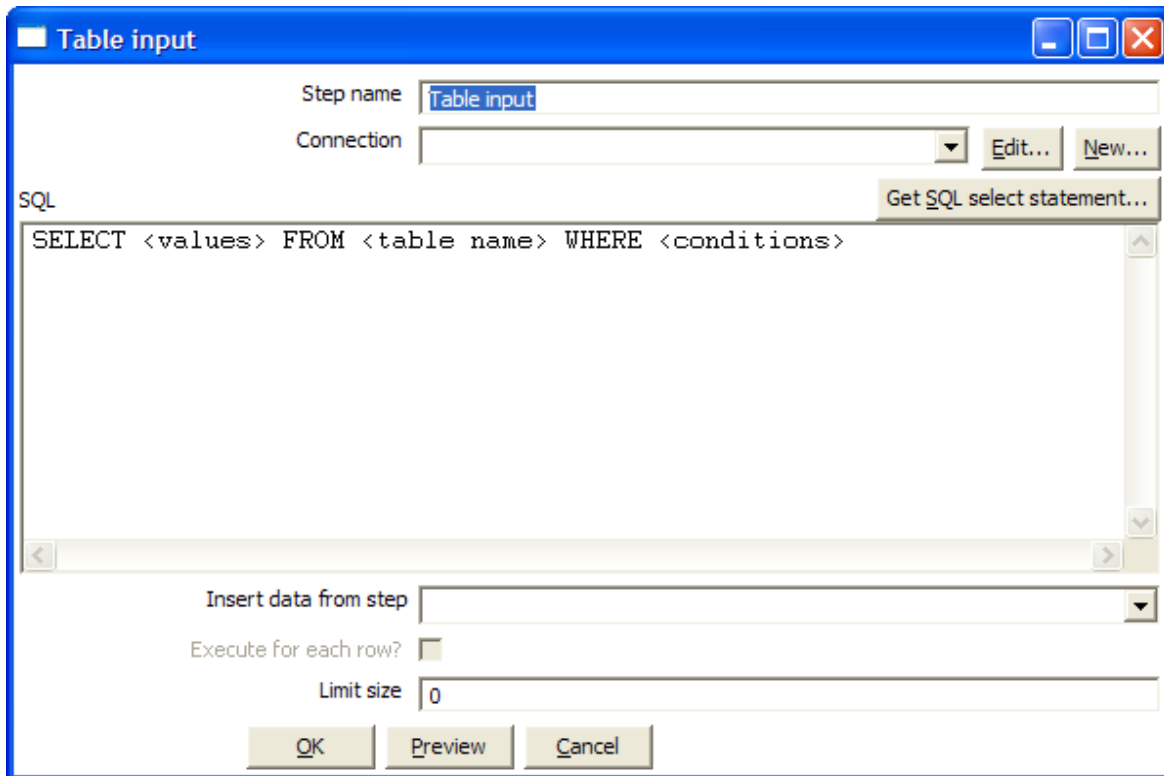 Table input
Step name Table input
Connection Edit... New...
SQL Get SQL select statement...
SELECT <values> FROM <table name> WHERE <conditions>
Insert data from step
Execute for each row?
Limit size 0
OK Preview Cancel